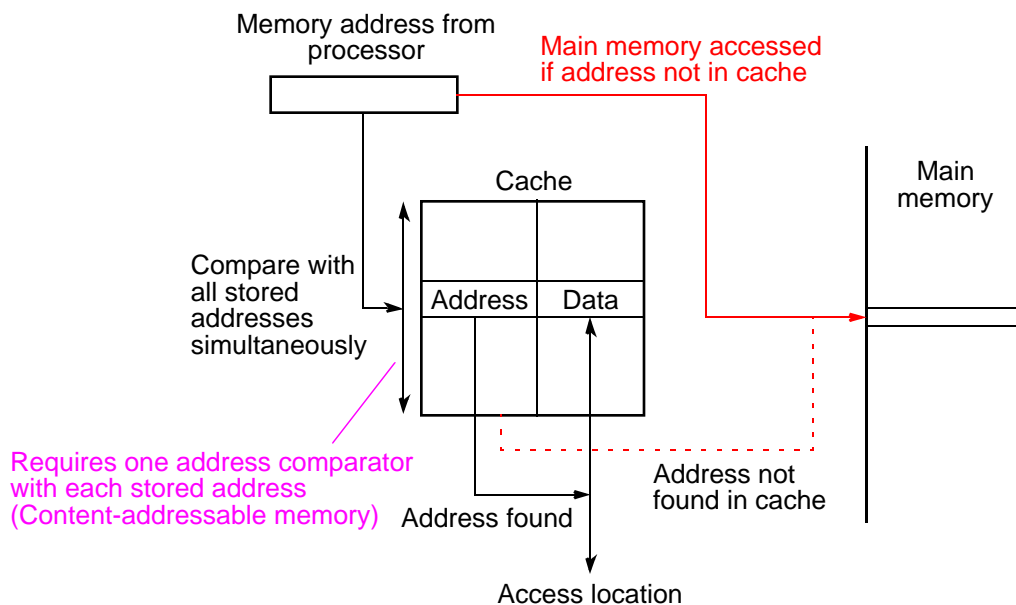 Memory address from
processor
Main memory accessed
if address not in cache
Cache
Main
memory
Compare with
all stored
addresses
simultaneously
Address
Data
Requires one address comparator
with each stored address
(Content-addressable memory)
Address not
found in cache
Address found
Access location